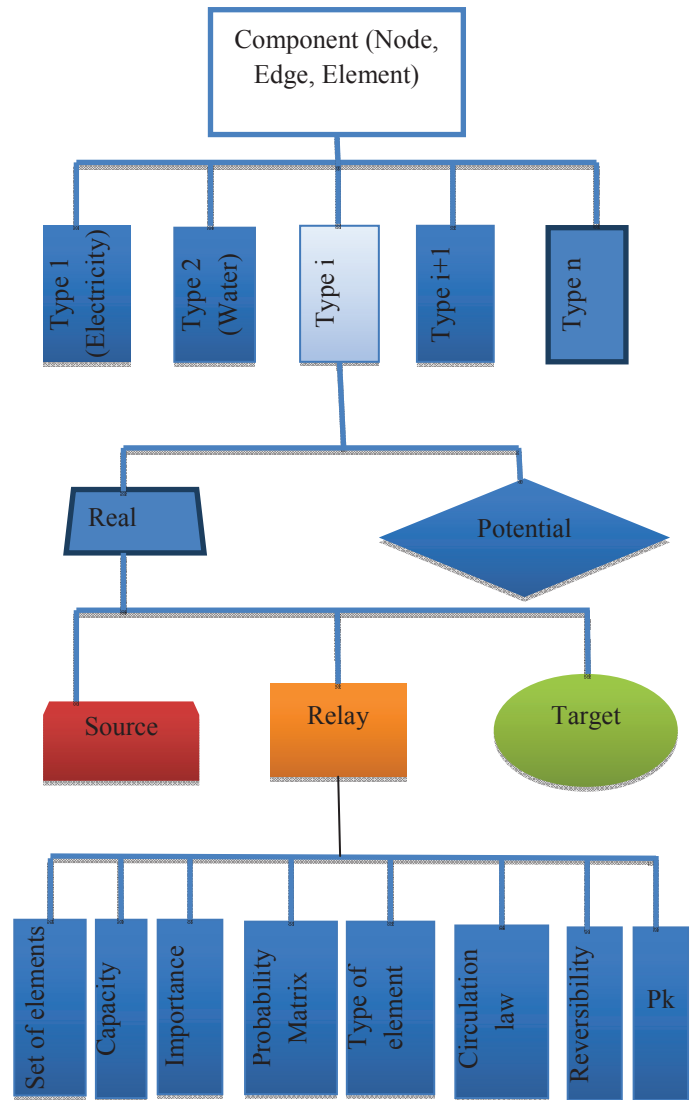 Component (Node,
Edge, Element)
Type 1
(Electricity)
Type 2
(Water)
Type i
Type i+1
Type n
Real
Potential
Source
Relay
Target
Set of elements
Capacity
Importance
Probability
Matrix
Type of
element
Circulation
law
Reversibility
Pk